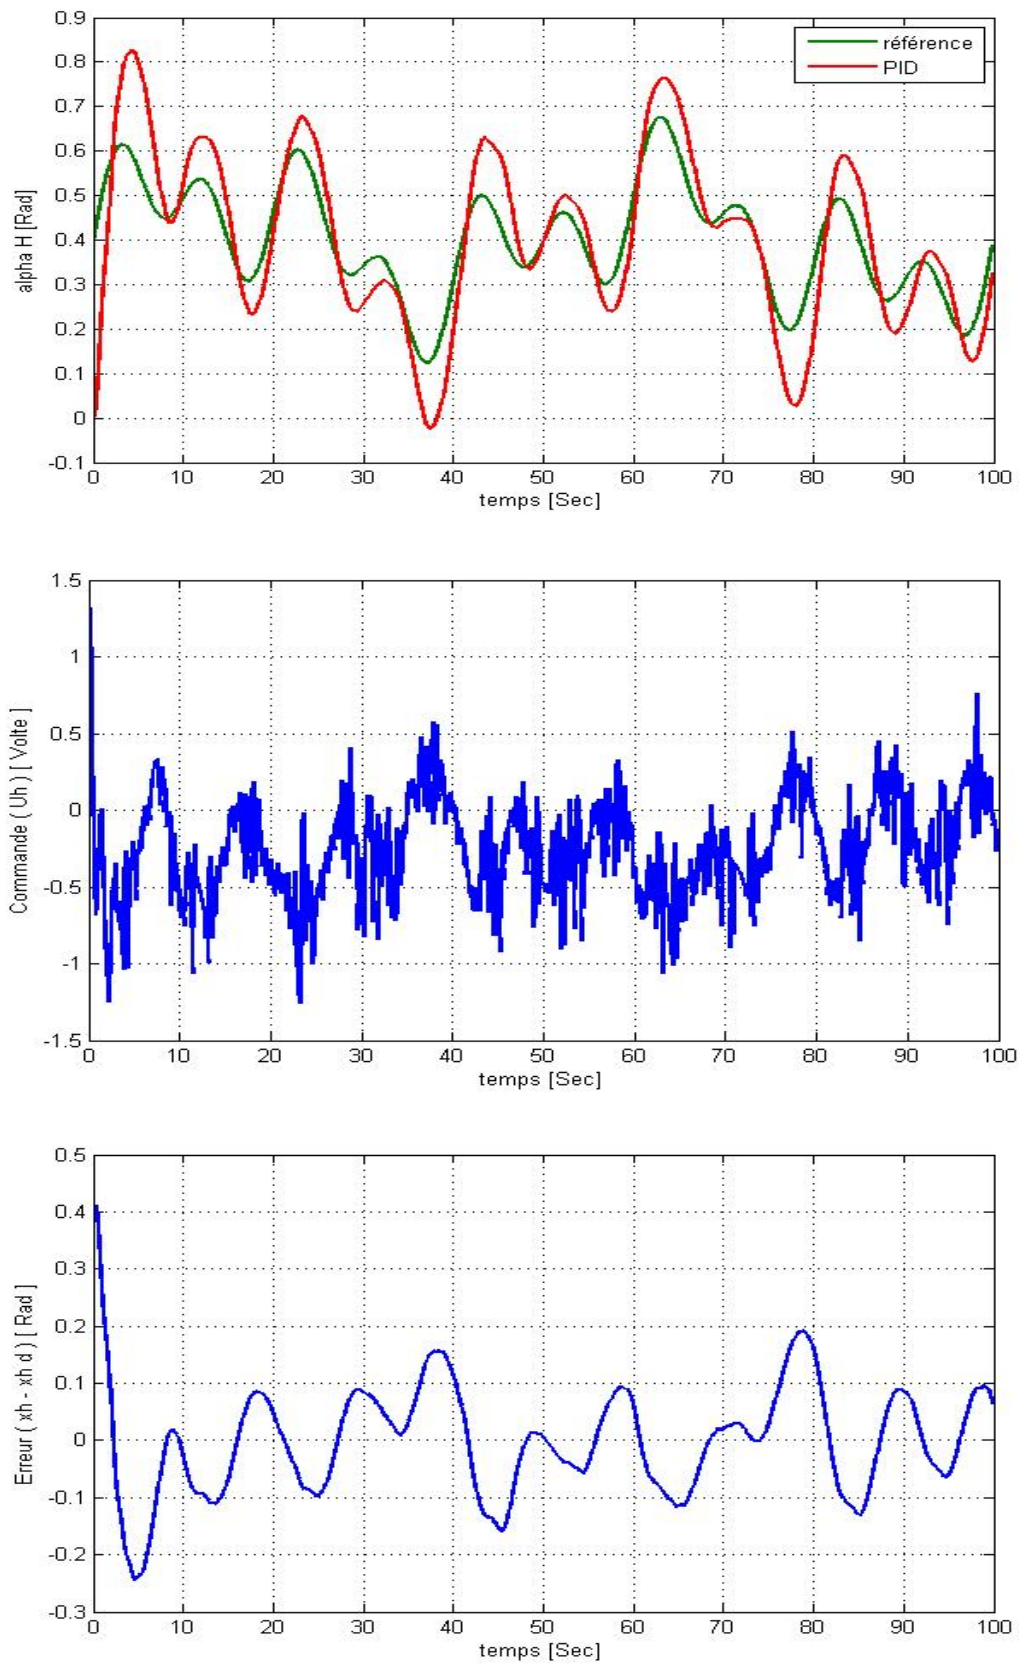 0.9
référence
PID
0.8
0.7
0.6
0.5
0.4
0.3
0.2
0.1
0
-0.1
alpha H [Rad]
0 10 20 30 40 50 60 70 80 90 100
temps [Sec]
1.5
1
0.5
0
-0.5
-1
-1.5
Commande ( Uh ) [ Volte ]
0 10 20 30 40 50 60 70 80 90 100
temps [Sec]
0.5
0.4
0.3
0.2
0.1
0
-0.1
-0.2
-0.3
Erreur ( xh - xh d ) [ Rad ]
0 10 20 30 40 50 60 70 80 90 100
temps [Sec]